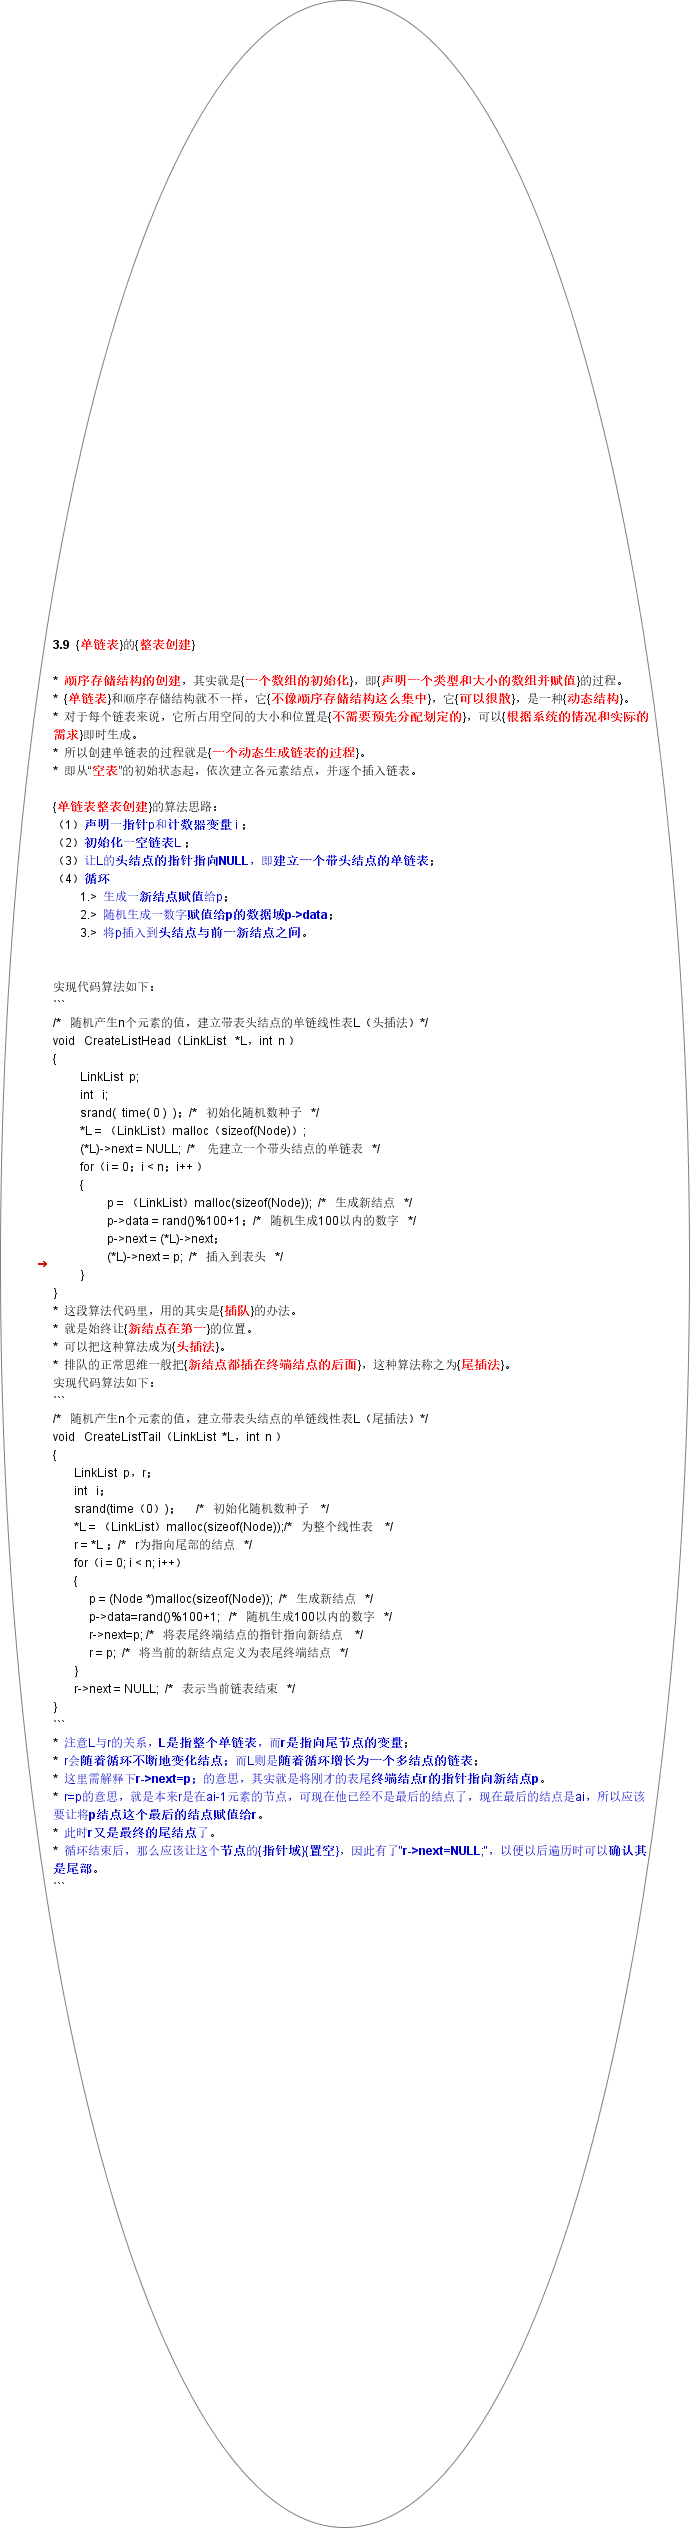 3.9 {单链表}的{整表创建}
* 顺序存储结构的创建，其实就是{一个数组的初始化}，即{声明一个类型和大小的数组并赋值}的过程。
* {单链表}和顺序存储结构就不一样，它{不像顺序存储结构这么集中}，它{可以很散}，是一种{动态结构}。
* 对于每个链表来说，它所占用空间的大小和位置是{不需要预先分配划定的}，可以{根据系统的情况和实际的
需求}即时生成。
* 所以创建单链表的过程就是{一个动态生成链表的过程}。
* 即从“空表”的初始状态起，依次建立各元素结点，并逐个插入链表。
{单链表整表创建}的算法思路：
（1）声明一指针p和计数器变量 i；
（2）初始化一空链表L；
（3）让L的头结点的指针指向NULL，即建立一个带头结点的单链表；
（4）循环
1.> 生成一新结点赋值给p；
2.> 随机生成一数字赋值给p的数据域p->data；
3.> 将p插入到头结点与前一新结点之间。
实现代码算法如下：
```
/* 随机产生n个元素的值，建立带表头结点的单链线性表L（头插法）*/
void CreateListHead（LinkList *L，int n ）
{
LinkList p;
int i;
srand( time( 0 ) )；/* 初始化随机数种子 */
*L = （LinkList）malloc（sizeof(Node)）;
(*L)->next = NULL; /* 先建立一个带头结点的单链表 */
for（i = 0；i < n；i++ ）
{
p = （LinkList）malloc(sizeof(Node)); /* 生成新结点 */
p->data = rand()%100+1；/* 随机生成100以内的数字 */
p->next = (*L)->next；
(*L)->next = p; /* 插入到表头 */
➔
}
}
* 这段算法代码里，用的其实是{插队}的办法。
* 就是始终让{新结点在第一}的位置。
* 可以把这种算法成为{头插法}。
* 排队的正常思维一般把{新结点都插在终端结点的后面}，这种算法称之为{尾插法}。
实现代码算法如下：
```
/* 随机产生n个元素的值，建立带表头结点的单链线性表L（尾插法）*/
void CreateListTail（LinkList *L，int n ）
{
LinkList p，r；
int i；
srand(time（0）)； /* 初始化随机数种子 */
*L = （LinkList）malloc(sizeof(Node));/* 为整个线性表 */
r = *L；/* r为指向尾部的结点 */
for（i = 0; i < n; i++）
{
p = (Node *)malloc(sizeof(Node)); /* 生成新结点 */
p->data=rand()%100+1; /* 随机生成100以内的数字 */
r->next=p; /* 将表尾终端结点的指针指向新结点 */
r = p; /* 将当前的新结点定义为表尾终端结点 */
}
r->next = NULL; /* 表示当前链表结束 */
}
```
* 注意L与r的关系，L是指整个单链表，而r是指向尾节点的变量；
* r会随着循环不断地变化结点；而L则是随着循环增长为一个多结点的链表；
* 这里需解释下r->next=p；的意思，其实就是将刚才的表尾终端结点r的指针指向新结点p。
* r=p的意思，就是本来r是在ai-1元素的节点，可现在他已经不是最后的结点了，现在最后的结点是ai，所以应该
要让将p结点这个最后的结点赋值给r。
* 此时r又是最终的尾结点了。
* 循环结束后，那么应该让这个节点的{指针域}{置空}，因此有了"r->next=NULL;"，以便以后遍历时可以确认其
是尾部。
```